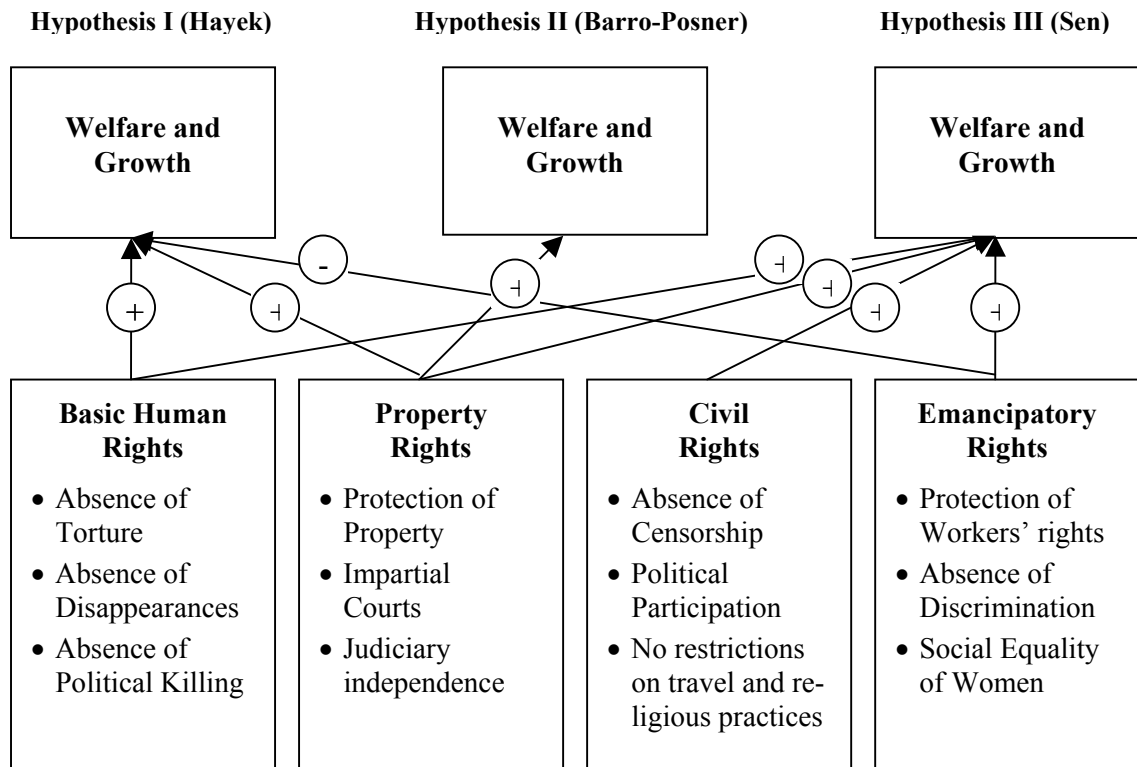 Hypothesis I (Hayek)
Hypothesis II (Barro-Posner)
Hypothesis III (Sen)
Welfare and
Growth
Welfare and
Growth
Welfare and
Growth
-
+
+
+
+
+
+
+
Basic Human
Rights
• Absence of
Torture
• Absence of
Disappearances
• Absence of
Political Killing
Property
Rights
• Protection of
Property
• Impartial
Courts
• Judiciary
independence
Civil
Rights
• Absence of
Censorship
• Political
Participation
• No restrictions
on travel and re-
ligious practices
Emancipatory
Rights
• Protection of
Workers’ rights
• Absence of
Discrimination
• Social Equality
of Women